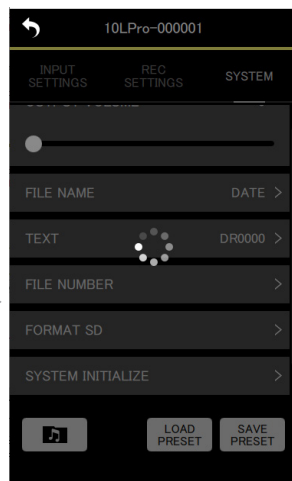 10LPro-000001
INPUT SETTINGS
REC SETTINGS
SYSTEM
FILE NAME DATE >
TEXT DR0000 >
FILE NUMBER >
FORMAT SD >
SYSTEM INITIALIZE >
LOAD PRESET
SAVE PRESET